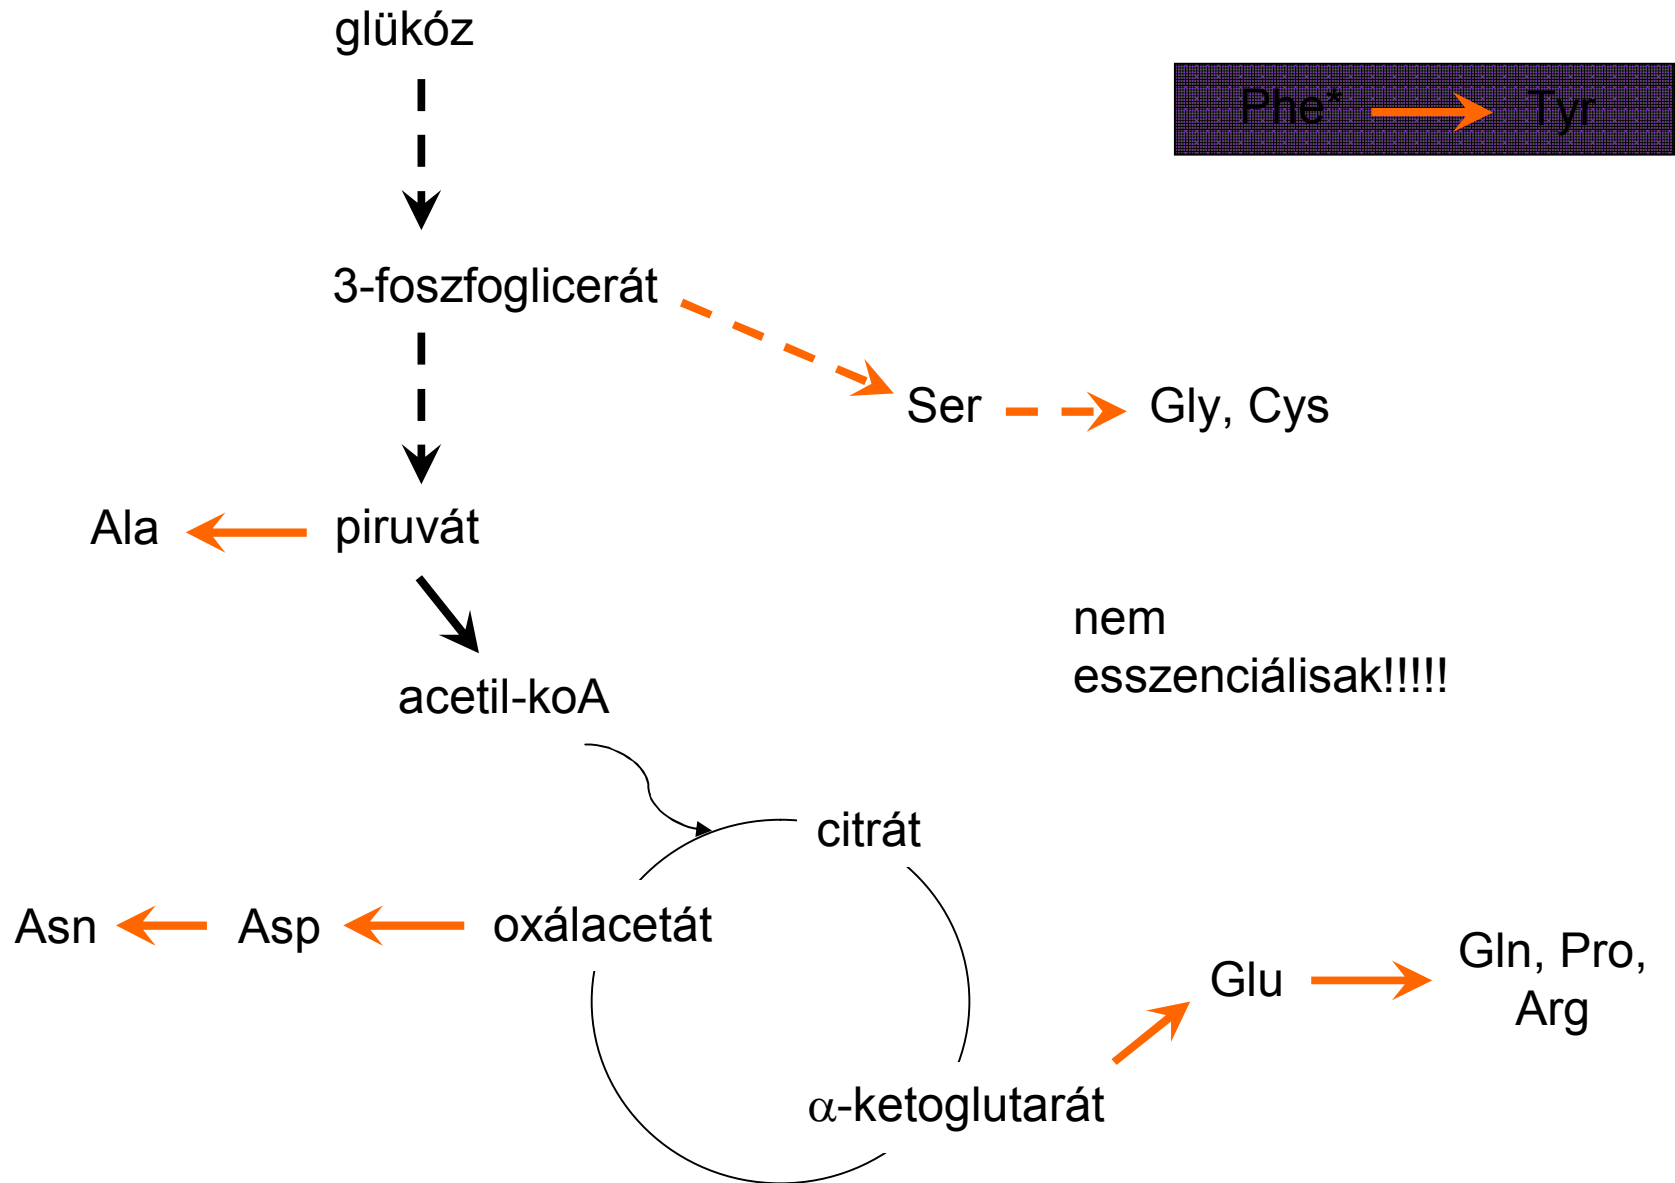 glükóz
Phe* Tyr
3-foszfoglicerát
Ser Gly, Cys
Ala piruvát
nem
esszenciálisak!!!!!
acetil-koA
citrát
Asn Asp oxálacetát
Glu
Gln, Pro,
Arg
α-ketoglutarát